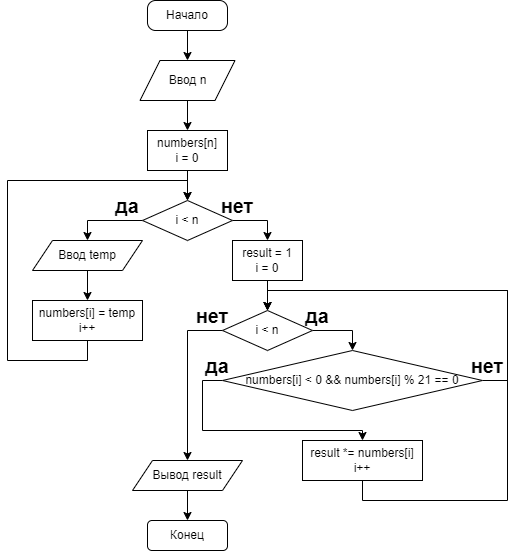 Начало
Ввод n
numbers[n]
i = 0
да
i < n
нет
Ввод temp
result = 1
i = 0
numbers[i] = temp
i++
нет
i < n
да
да
numbers[i] < 0 && numbers[i] % 21 == 0
нет
result *= numbers[i]
i++
Вывод result
Конец